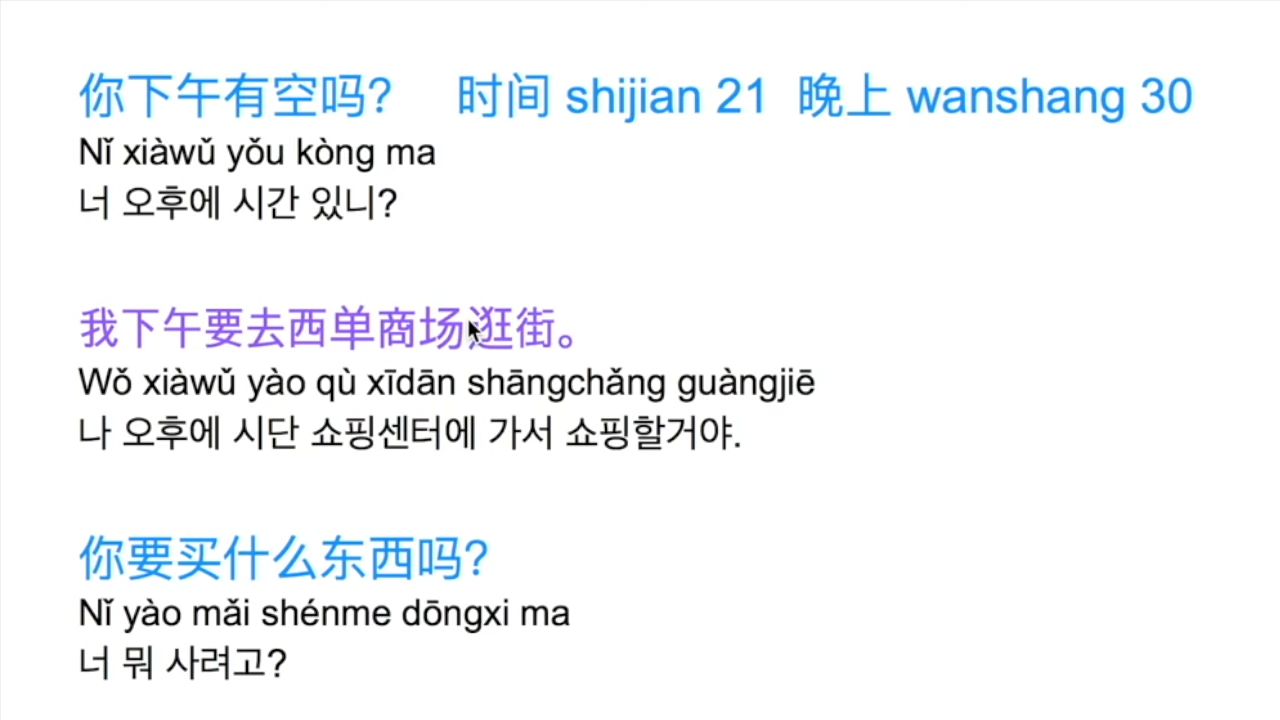 你下午有空吗? 时间 shijian 21 晚上 wanshang 30
Nǐ xiàwǔ yǒu kòng ma
너 오후에 시간 있니?
我下午要去西单商场逛街。
Wǒ xiàwǔ yào qù xīdān shāngchǎng guàngjiē
나 오후에 시단 쇼핑센터에 가서 쇼핑할거야.
你要买什么东西吗?
Nǐ yào mǎi shénme dōngxi ma
너 뭐 사려고?